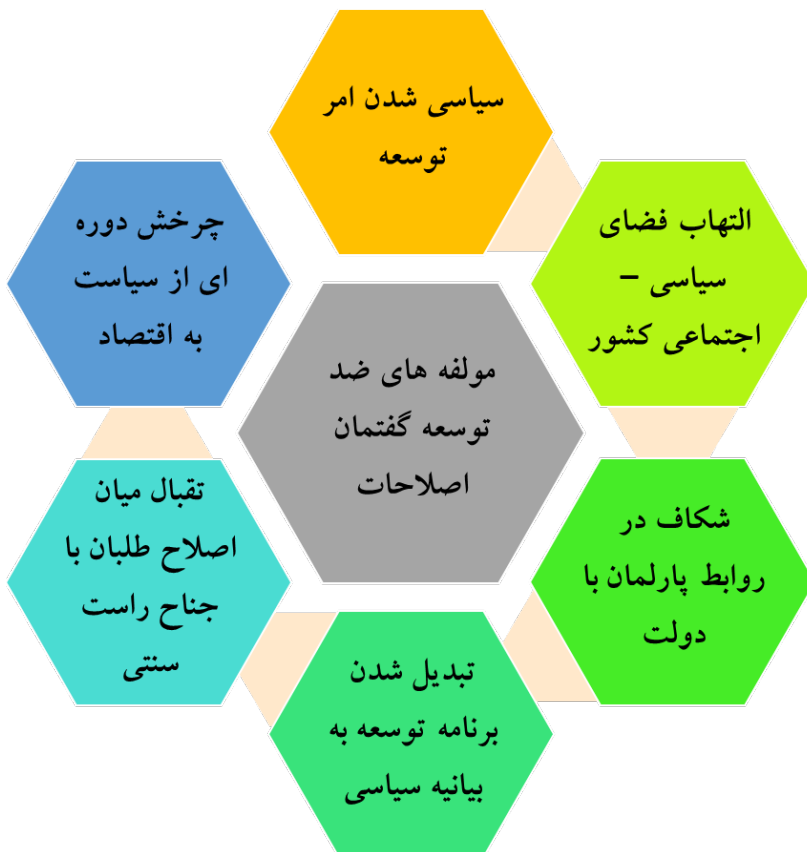 سیاسی شدن امر
توسعه
التهاب فضای
سیاسی –
اجتماعی کشور
شکاف در
روابط پارلمان با
دولت
تبدیل شدن
برنامه توسعه به
بیانیه سیاسی
تقبال میان
اصلاح طلبان با
جناح راست
سنتی
چرخش دوره
ای از سیاست
به اقتصاد
مولفه های ضد
توسعه گفتمان
اصلاحات